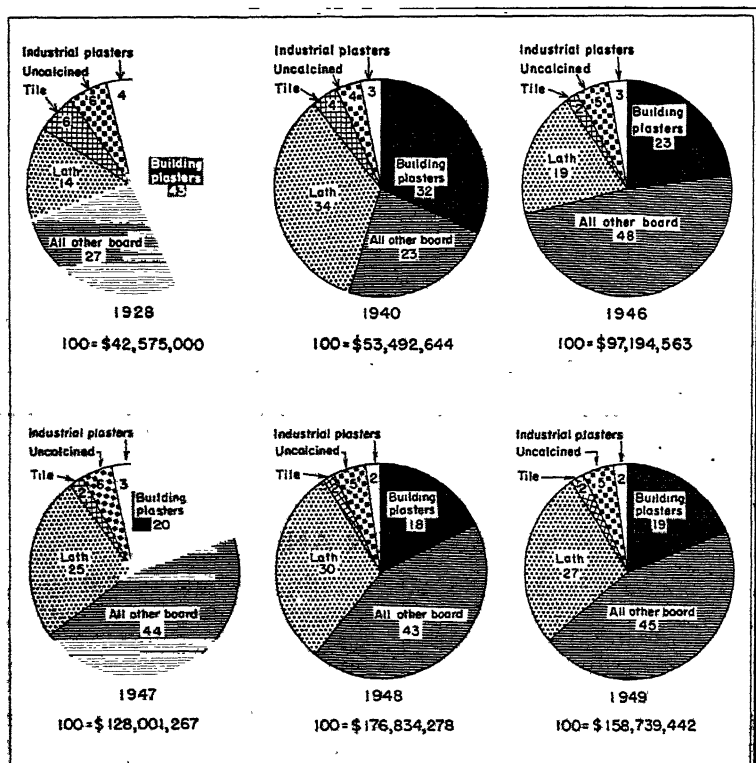 Industrial plasters
Uncalcined
Tile
6
6
4
Building
plasters
Lath
14
All other board
27
1928
100=$42,575,000
Industrial plasters
Uncalcined
Tile
4
4
3
Building
plasters
32
Lath
34
All other board
23
1940
100=$53,492,644
Industrial plasters
Uncalcined
Tile
2
5
3
Building
plasters
23
Lath
19
All other board
48
1946
100=$97,194,563
Industrial plasters
Uncalcined
Tile
2
6
3
Building
plasters
20
Lath
25
All other board
44
1947
100=$128,001,267
Industrial plasters
Uncalcined
Tile
5
2
Building
plasters
18
Lath
30
All other board
43
1948
100=$176,834,278
Industrial plasters
Uncalcined
Tile
5
2
Building
plasters
19
Lath
27
All other board
45
1949
100=$158,739,442